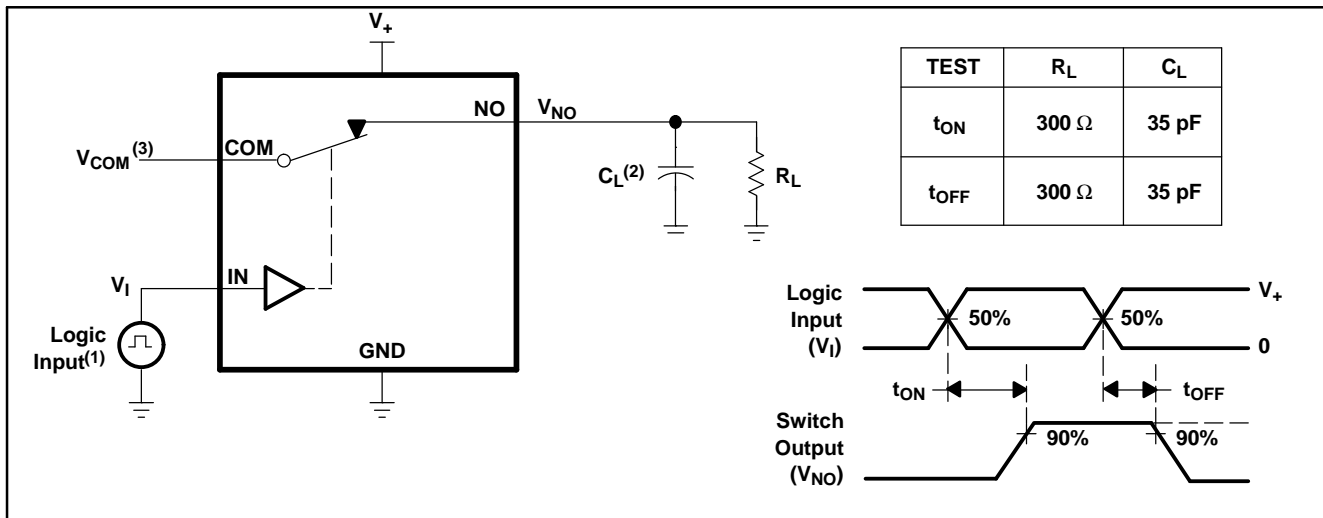 V+
NO
VNO
VCOM(3)
COM
CL(2)
RL
VI
IN
Logic
Input(1)
GND
TEST RL CL
tON 300 Ω 35 pF
tOFF 300 Ω 35 pF
Logic
Input
(VI)
50%
50%
V+
0
tON
tOFF
Switch
Output
(VNO)
90%
90%